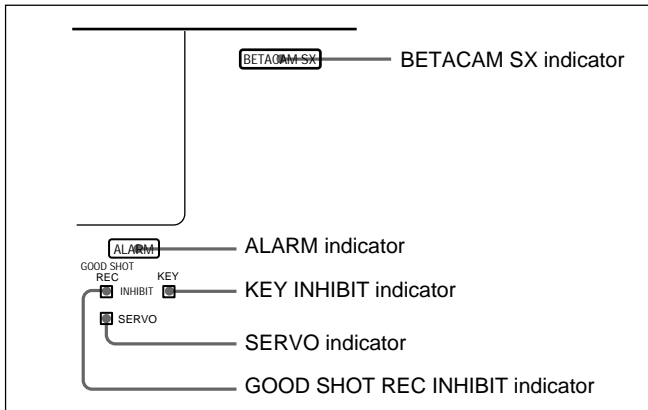 BETACAM SX BETACAM SX indicator
ALARM ALARM indicator
GOOD SHOT
REC KEY
INHIBIT KEY INHIBIT indicator
SERVO
SERVO indicator
GOOD SHOT REC INHIBIT indicator